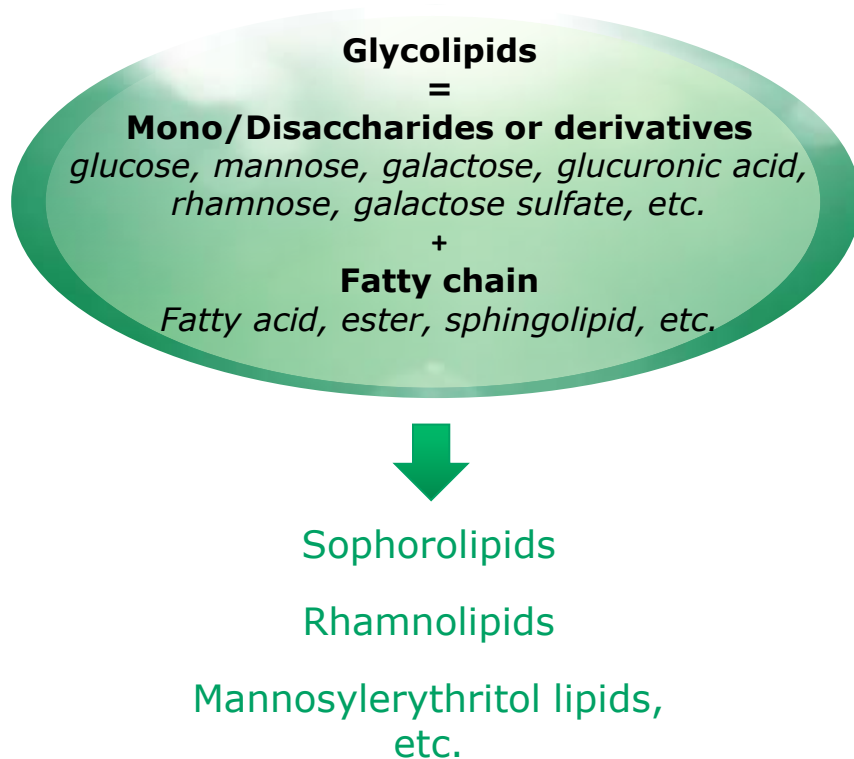 Glycolipids
=
Mono/Disaccharides or derivatives
glucose, mannose, galactose, glucuronic acid,
rhamnose, galactose sulfate, etc.
+
Fatty chain
Fatty acid, ester, sphingolipid, etc.
Sophorolipids
Rhamnolipids
Mannosylerythritol lipids,
etc.